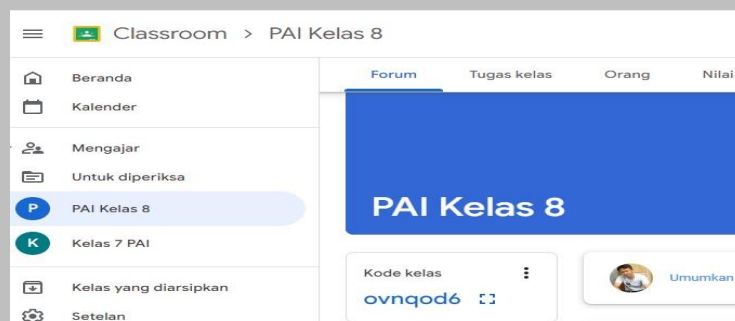 Classroom > PAI Kelas 8
Beranda
Kalender
Mengajar
Untuk diperiksa
P PAI Kelas 8
K Kelas 7 PAI
Kelas yang diarsipkan
Setelan
Forum Tugas kelas Orang Nilai
PAI Kelas 8
Kode kelas
ovnqod6
Umumkan